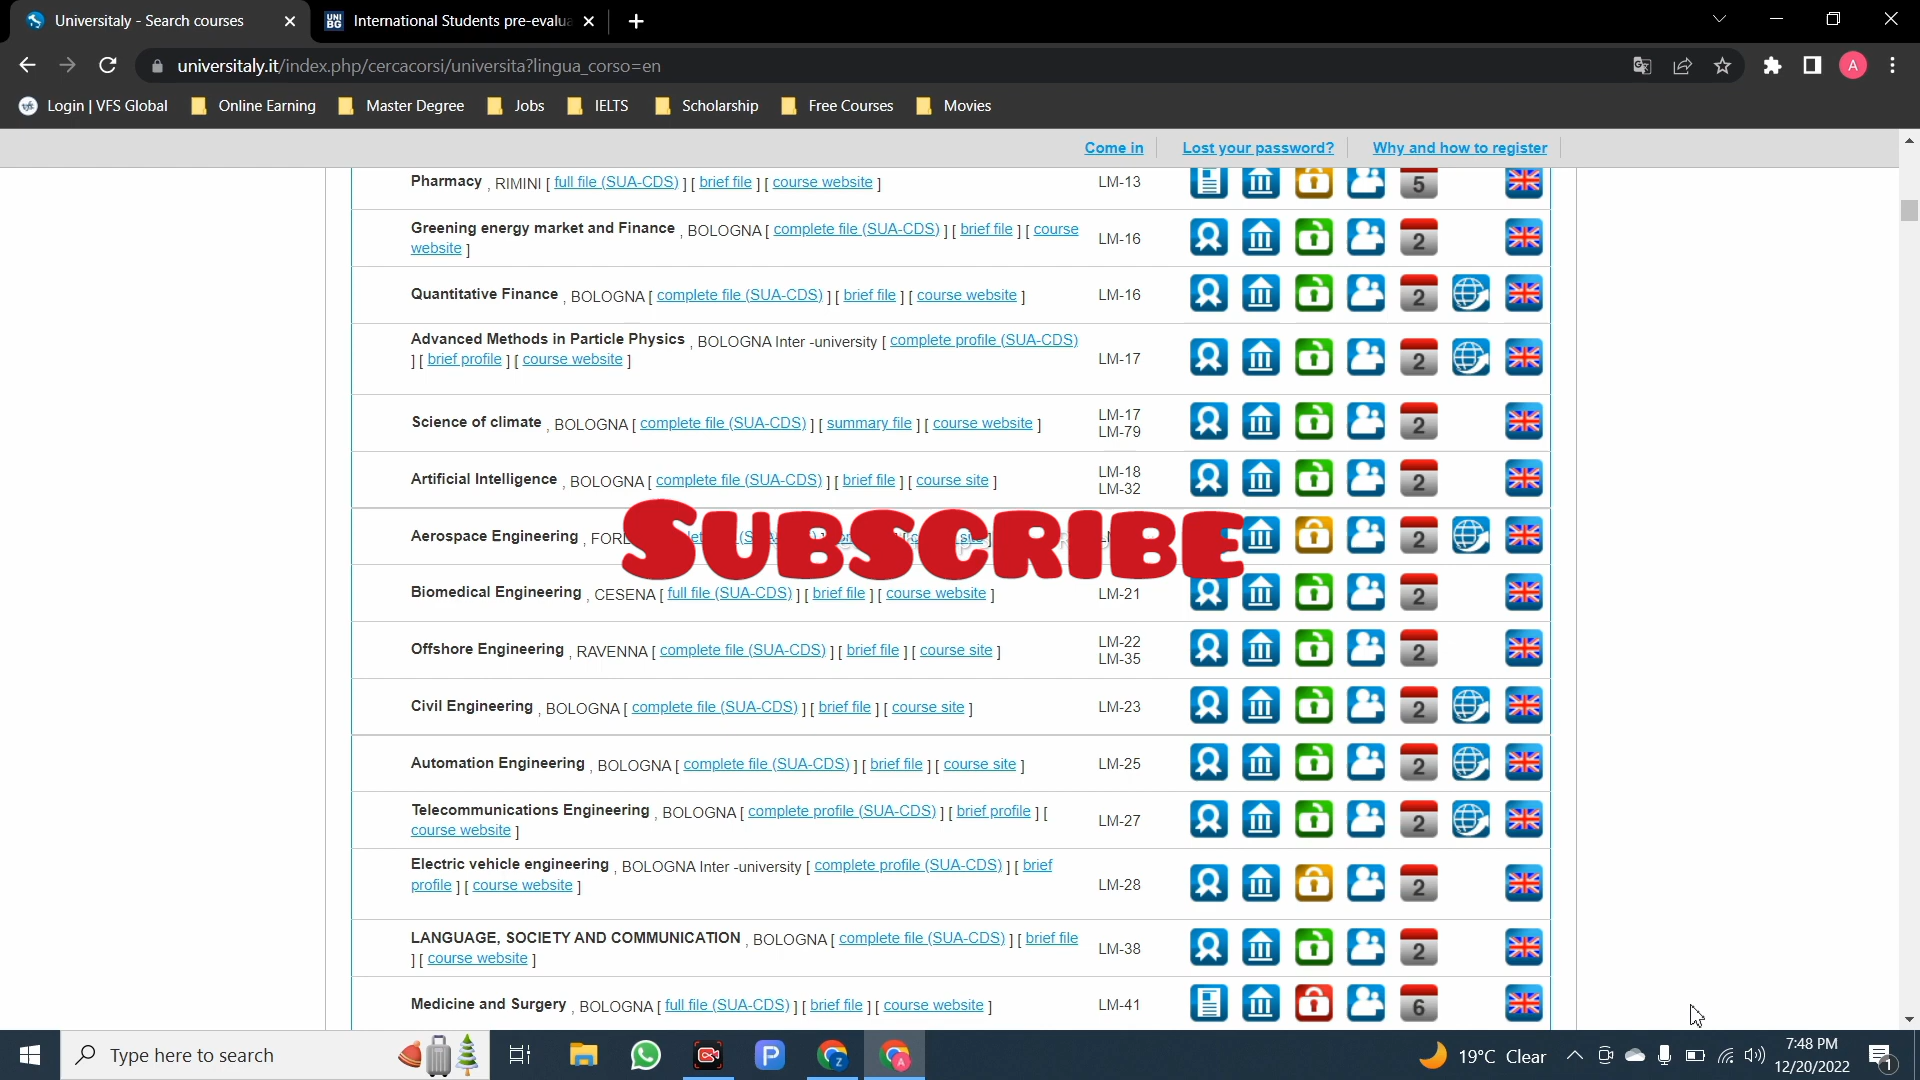 Universitaly - Search courses
International Students pre-evalua
universitaly.it/index.php/cercacorsi/universita?lingua_corso=en
A
Login | VFS Global
Online Earning
Master Degree
Jobs
IELTS
Scholarship
Free Courses
Movies
Come in
Lost your password?
Why and how to register
Pharmacy , RIMINI [ full file (SUA-CDS) ] [ brief file ] [ course website ]
LM-13
5
Greening energy market and Finance , BOLOGNA [ complete file (SUA-CDS) ] [ brief file ] [ course
website ]
LM-16
2
Quantitative Finance , BOLOGNA [ complete file (SUA-CDS) ] [ brief file ] [ course website ]
LM-16
2
Advanced Methods in Particle Physics , BOLOGNA Inter -university [ complete profile (SUA-CDS)
] [ brief profile ] [ course website ]
LM-17
2
Science of climate , BOLOGNA [ complete file (SUA-CDS) ] [ summary file ] [ course website ]
LM-17
LM-79
2
Artificial Intelligence , BOLOGNA [ complete file (SUA-CDS) ] [ brief file ] [ course site ]
LM-18
LM-32
2
Aerospace Engineering ,
2
SUBSCRIBE
Biomedical Engineering , CESENA [ full file (SUA-CDS) ] [ brief file ] [ course website ]
LM-21
2
Offshore Engineering , RAVENNA [ complete file (SUA-CDS) ] [ brief file ] [ course site ]
LM-22
LM-35
2
Civil Engineering , BOLOGNA [ complete file (SUA-CDS) ] [ brief file ] [ course site ]
LM-23
2
Automation Engineering , BOLOGNA [ complete file (SUA-CDS) ] [ brief file ] [ course site ]
LM-25
2
Telecommunications Engineering , BOLOGNA [ complete profile (SUA-CDS) ] [ brief profile ] [
course website ]
LM-27
2
Electric vehicle engineering , BOLOGNA Inter -university [ complete profile (SUA-CDS) ] [ brief
profile ] [ course website ]
LM-28
2
LANGUAGE, SOCIETY AND COMMUNICATION , BOLOGNA [ complete file (SUA-CDS) ] [ brief file
] [ course website ]
LM-38
2
Medicine and Surgery , BOLOGNA [ full file (SUA-CDS) ] [ brief file ] [ course website ]
LM-41
6
Type here to search
19°C Clear
7:48 PM
12/20/2022
1